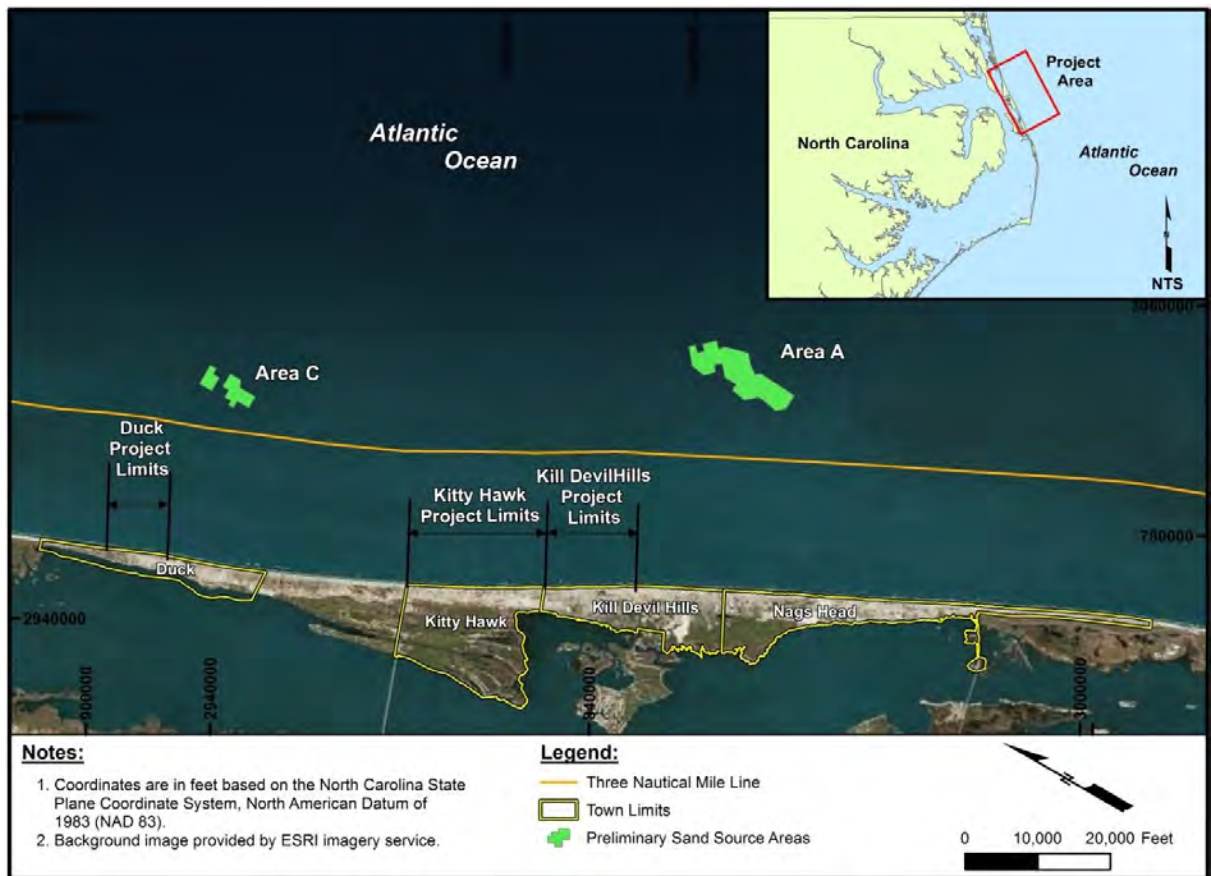 Atlantic
Ocean
Project
Area
North Carolina
Atlantic
Ocean
N
NTS
Area C
Area A
Duck
Project
Limits
Kitty Hawk
Project Limits
Kill DevilHills
Project
Limits
780000
Duck
Kitty Hawk
Kill Devil Hills
Nags Head
2940000
900000
2940000
840000
3000000
Notes:
1. Coordinates are in feet based on the North Carolina State
Plane Coordinate System, North American Datum of
1983 (NAD 83).
2. Background image provided by ESRI imagery service.
Legend:
Three Nautical Mile Line
Town Limits
Preliminary Sand Source Areas
N
0 10,000 20,000 Feet